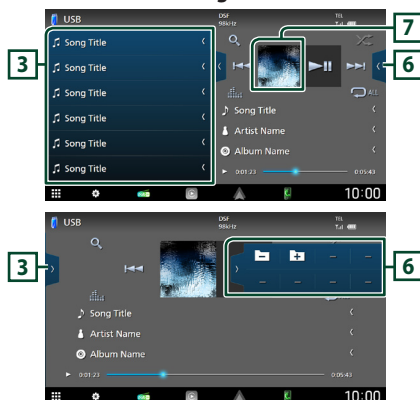 USB
DSF
98kHz
TEL
Song Title
Song Title
Song Title
Song Title
Song Title
Song Title
ALL
Song Title
Artist Name
Album Name
0:01:23
0:05:43
10:00
3
7
6
USB
DSF
98kHz
TEL
Song Title
Artist Name
Album Name
0:01:23
0:05:43
10:00
3
6